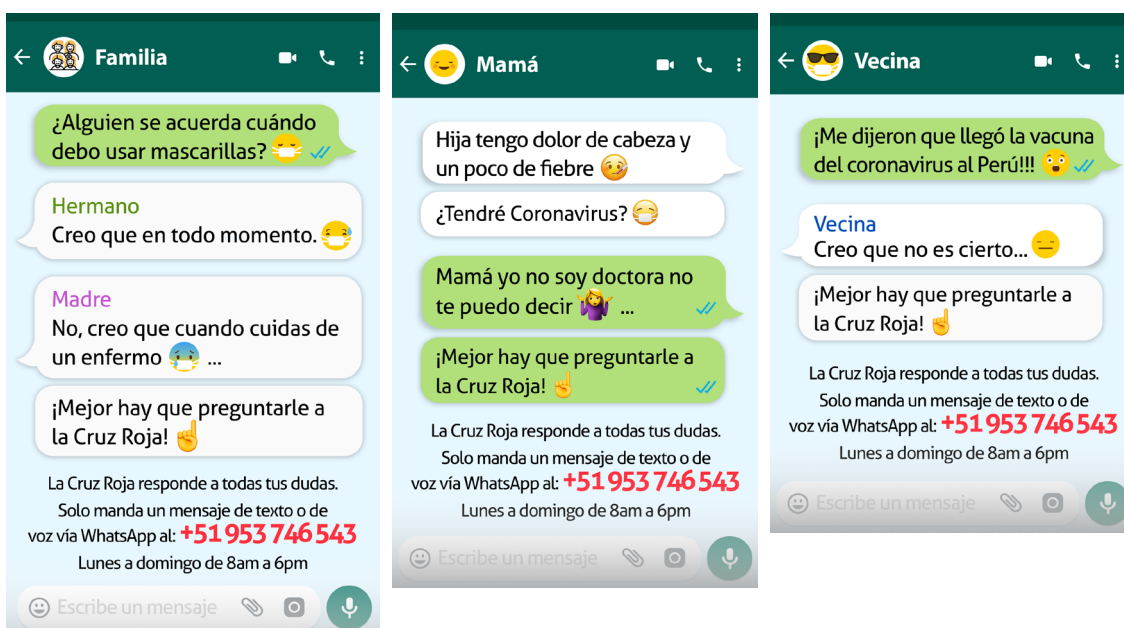 Familia
¿Alguien se acuerda cuándo
debo usar mascarillas?
Hermano
Creo que en todo momento.
Madre
No, creo que cuando cuidas de
un enfermo ...
¡Mejor hay que preguntarle a
la Cruz Roja!
La Cruz Roja responde a todas tus dudas.
Solo manda un mensaje de texto o de
voz vía WhatsApp al: +51 953 746 543
Lunes a domingo de 8am a 6pm
Escribe un mensaje
Mamá
Hija tengo dolor de cabeza y
un poco de fiebre
¿Tendré Coronavirus?
Mamá yo no soy doctora no
te puedo decir ...
¡Mejor hay que preguntarle a
la Cruz Roja!
La Cruz Roja responde a todas tus dudas.
Solo manda un mensaje de texto o de
voz vía WhatsApp al: +51 953 746 543
Lunes a domingo de 8am a 6pm
Escribe un mensaje
Vecina
¡Me dijeron que llegó la vacuna
del coronavirus al Perú!!!
Vecina
Creo que no es cierto...
¡Mejor hay que preguntarle a
la Cruz Roja!
La Cruz Roja responde a todas tus dudas.
Solo manda un mensaje de texto o de
voz vía WhatsApp al: +51 953 746 543
Lunes a domingo de 8am a 6pm
Escribe un mensaje